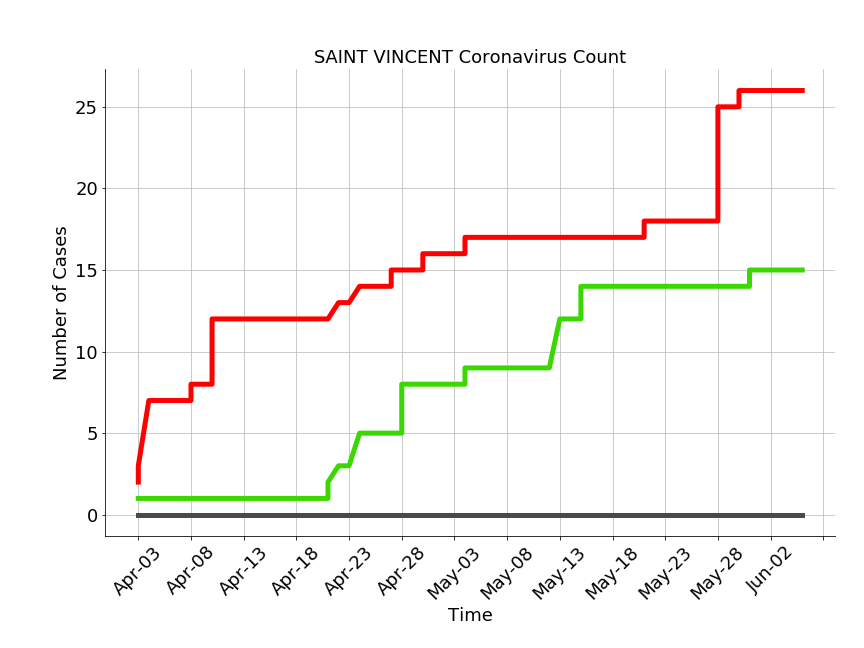 SAINT VINCENT Coronavirus Count
25
20
15
10
5
0
Number of Cases
Apr-03
Apr-08
Apr-13
Apr-18
Apr-23
Apr-28
May-03
May-08
May-13
May-18
May-23
May-28
Jun-02
Time